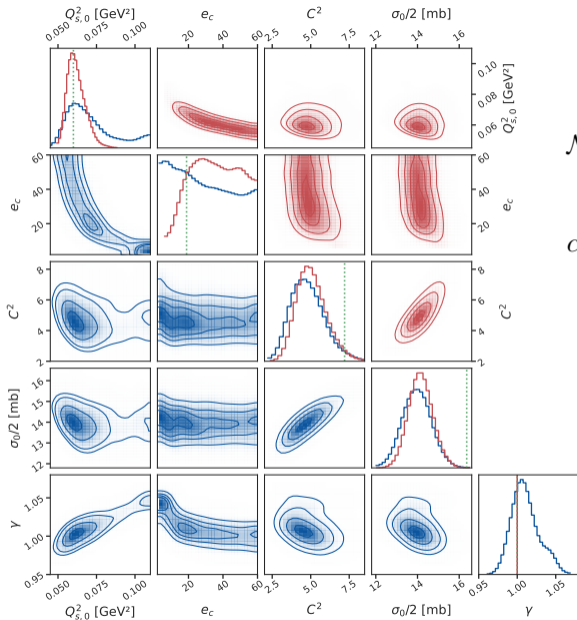 Q²s,0 [GeV²] e_c C² σ₀/2 [mb]
0.050 0.075 0.100 20 40 60 2.5 5.0 7.5 12 14 16
0.10
0.08
0.06
Q²s,0 [GeV²]
e_c
60
40
20
60
40
20
e_c
C²
8
6
4
2
8
6
4
2
C²
σ₀/2 [mb]
16
15
14
13
12
γ
1.05
1.00
0.95
0.050 0.075 0.100 20 40 60 2.5 5.0 7.5 12 14 16 0.95 1.00 1.05
Q²s,0 [GeV²] e_c C² σ₀/2 [mb] γ